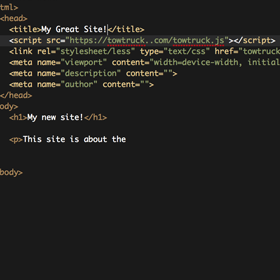 tml>
<head>
<title>My Great Site!</title>
<script src="https://towtruck..com/towtruck.js"></script>
<link rel="stylesheet/less" type="text/css" href="towtruck
<meta name="viewport" content="width=device-width, initial
<meta name="description" content="">
<meta name="author" content="">
</head>
ody>
<h1>My new site!</h1>
<p>This site is about the
body>